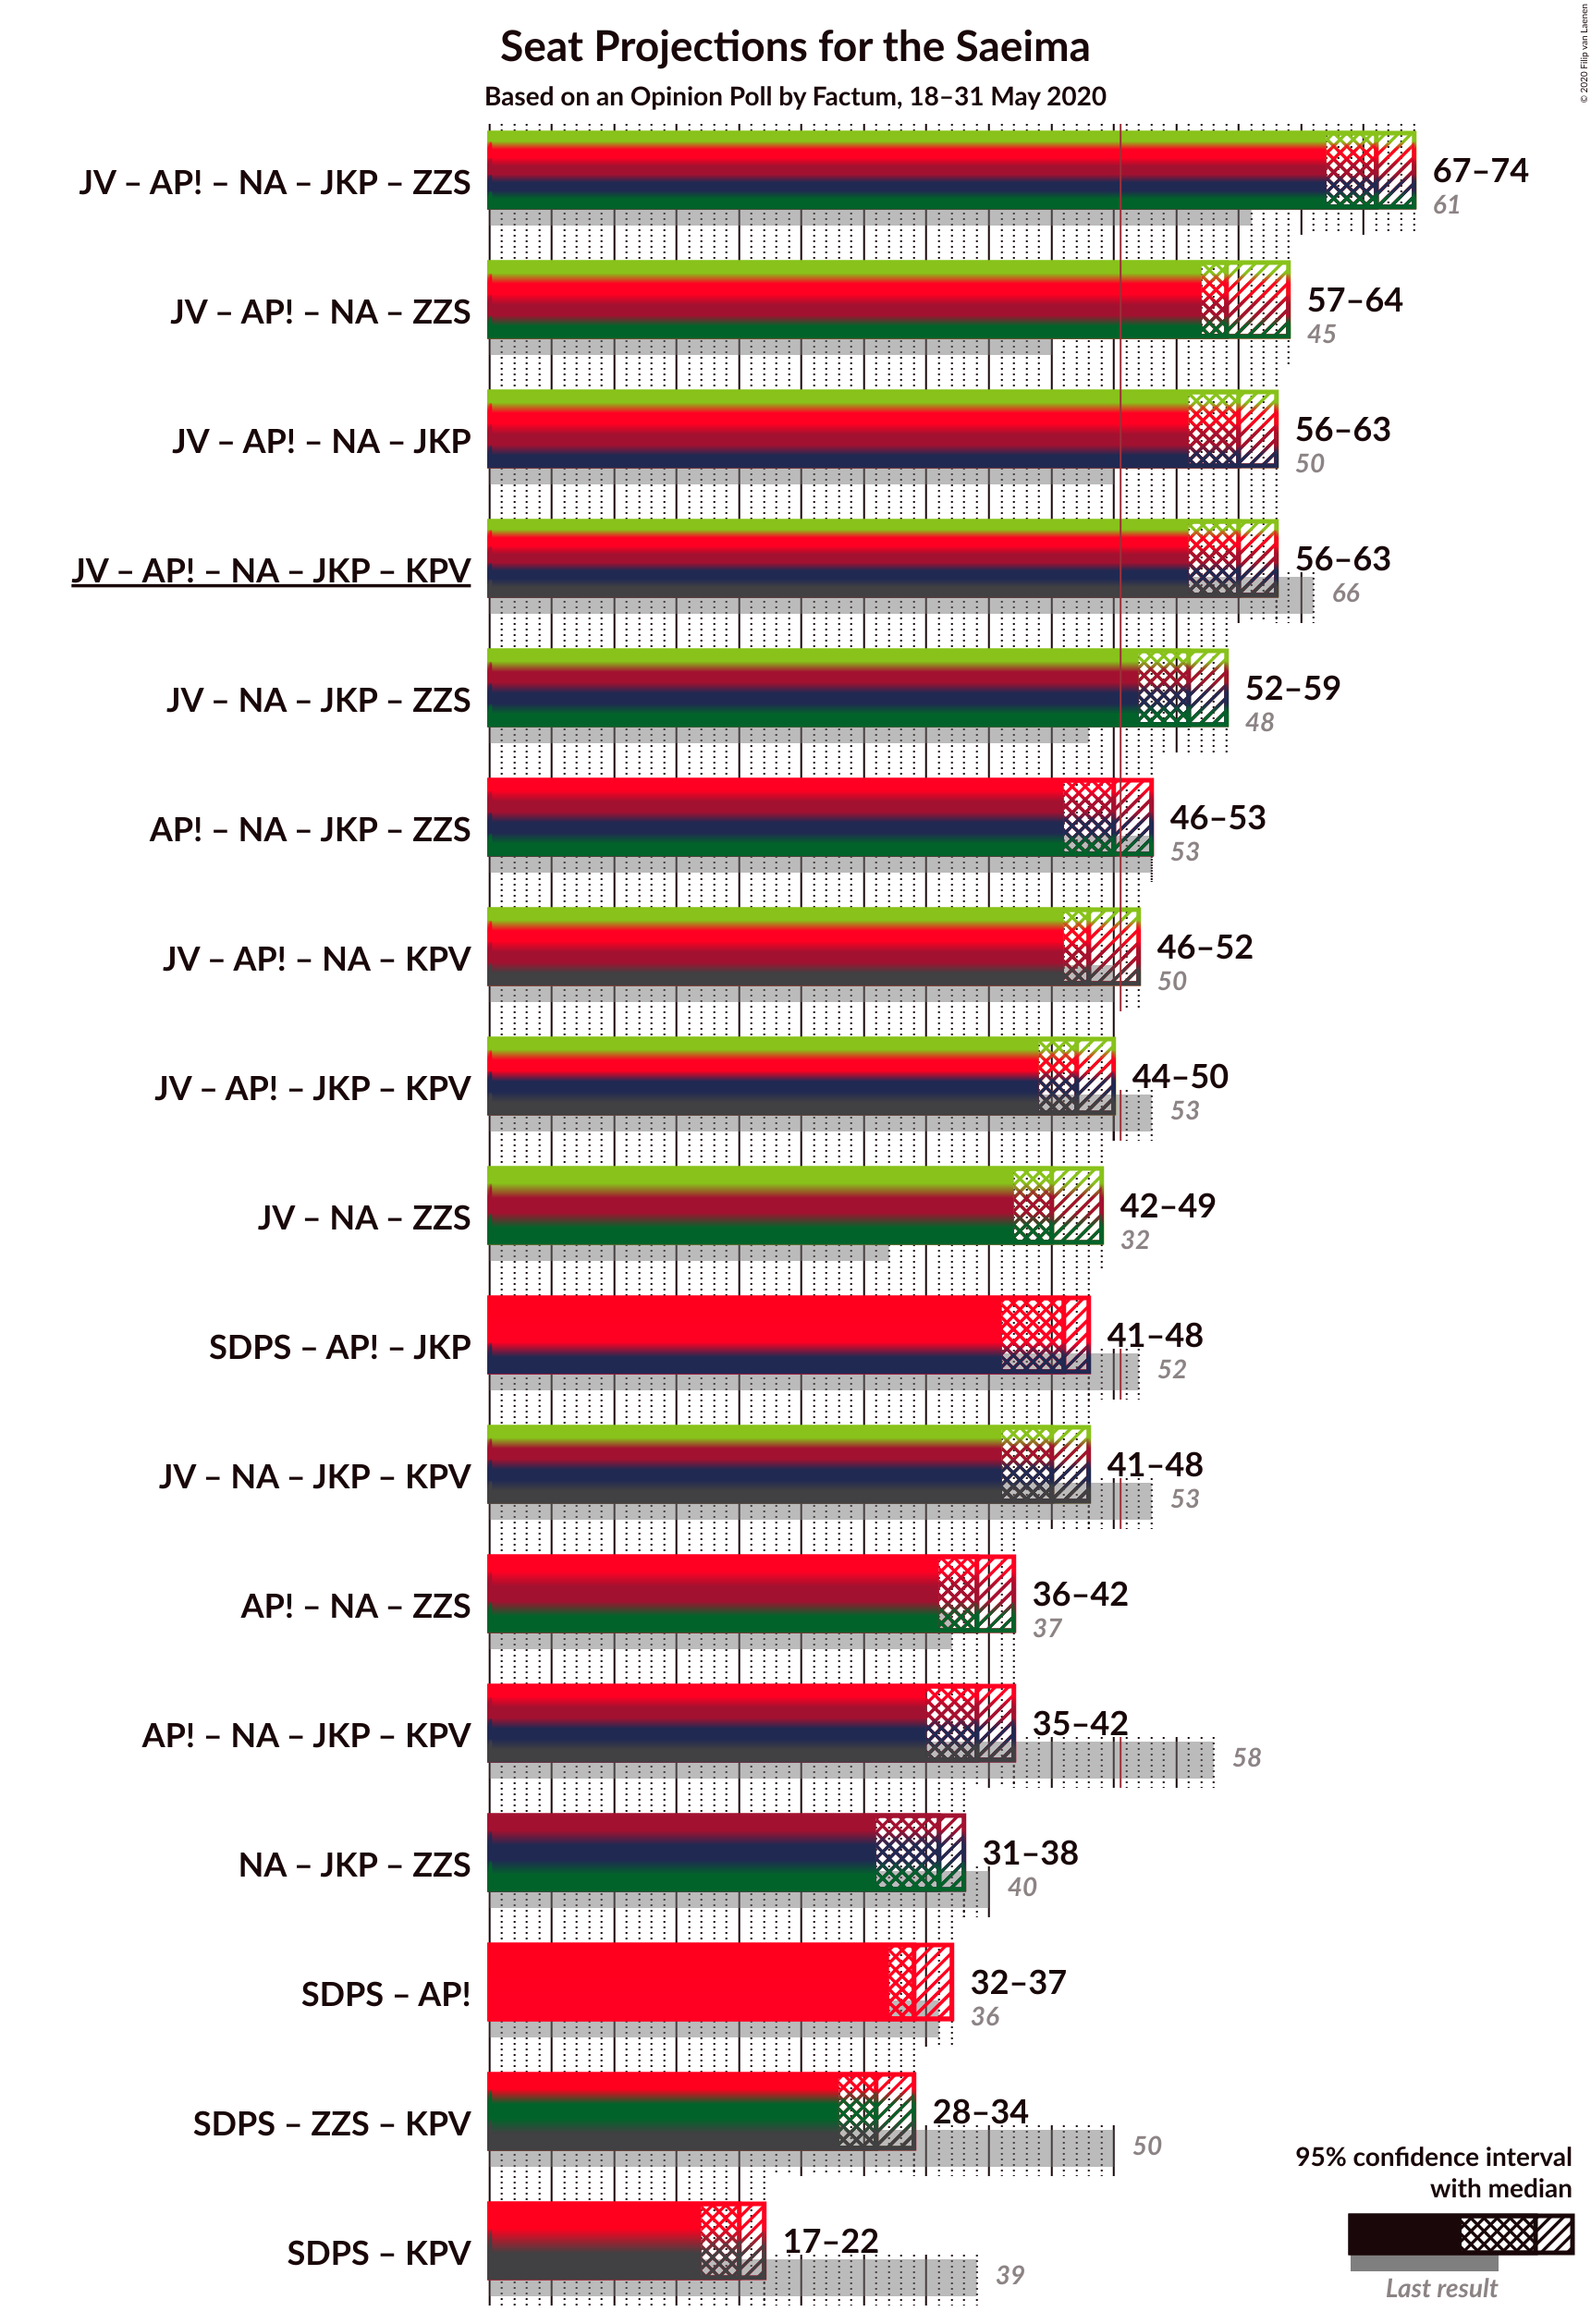 Seat Projections for the Saeima
Based on an Opinion Poll by Factum, 18–31 May 2020
© 2020 Filip van Laenen
JV – AP! – NA – JKP – ZZS
67–74
61
JV – AP! – NA – ZZS
57–64
45
JV – AP! – NA – JKP
56–63
50
JV – AP! – NA – JKP – KPV
56–63
66
JV – NA – JKP – ZZS
52–59
48
AP! – NA – JKP – ZZS
46–53
53
JV – AP! – NA – KPV
46–52
50
JV – AP! – JKP – KPV
44–50
53
JV – NA – ZZS
42–49
32
SDPS – AP! – JKP
41–48
52
JV – NA – JKP – KPV
41–48
53
AP! – NA – ZZS
36–42
37
AP! – NA – JKP – KPV
35–42
58
NA – JKP – ZZS
31–38
40
SDPS – AP!
32–37
36
SDPS – ZZS – KPV
28–34
50
SDPS – KPV
17–22
39
95% confidence interval
with median
Last result